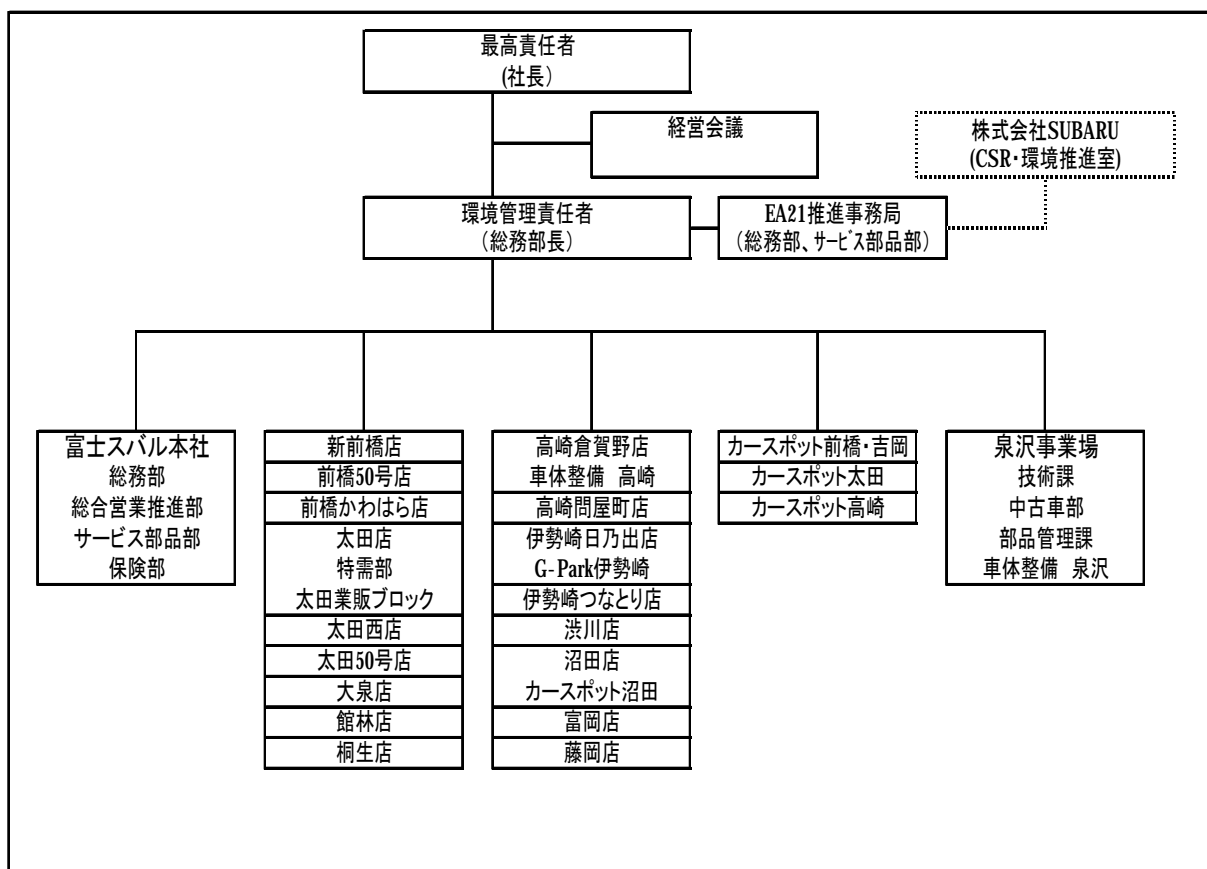 最高責任者
(社長)
経営会議
株式会社SUBARU
(CSR・環境推進室)
環境管理責任者
(総務部長)
EA21推進事務局
(総務部、サービス部品部)
富士スバル本社
総務部
総合営業推進部
サービス部品部
保険部
新前橋店
前橋50号店
前橋かわはら店
太田店
特需部
太田業販ブロック
太田西店
太田50号店
大泉店
館林店
桐生店
高崎倉賀野店
車体整備 高崎
高崎問屋町店
伊勢崎日乃出店
G-Park伊勢崎
伊勢崎つなとり店
渋川店
沼田店
カースポット沼田
富岡店
藤岡店
カースポット前橋・吉岡
カースポット太田
カースポット高崎
泉沢事業場
技術課
中古車部
部品管理課
車体整備 泉沢